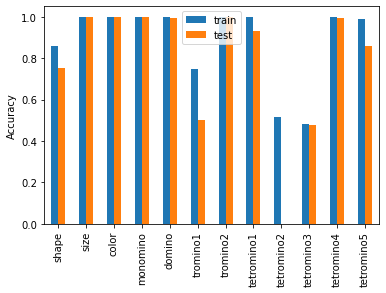 train
test
Accuracy
1.0
0.8
0.6
0.4
0.2
0.0
shape
size
color
monomino
domino
tromino1
tromino2
tetromino1
tetromino2
tetromino3
tetromino4
tetromino5